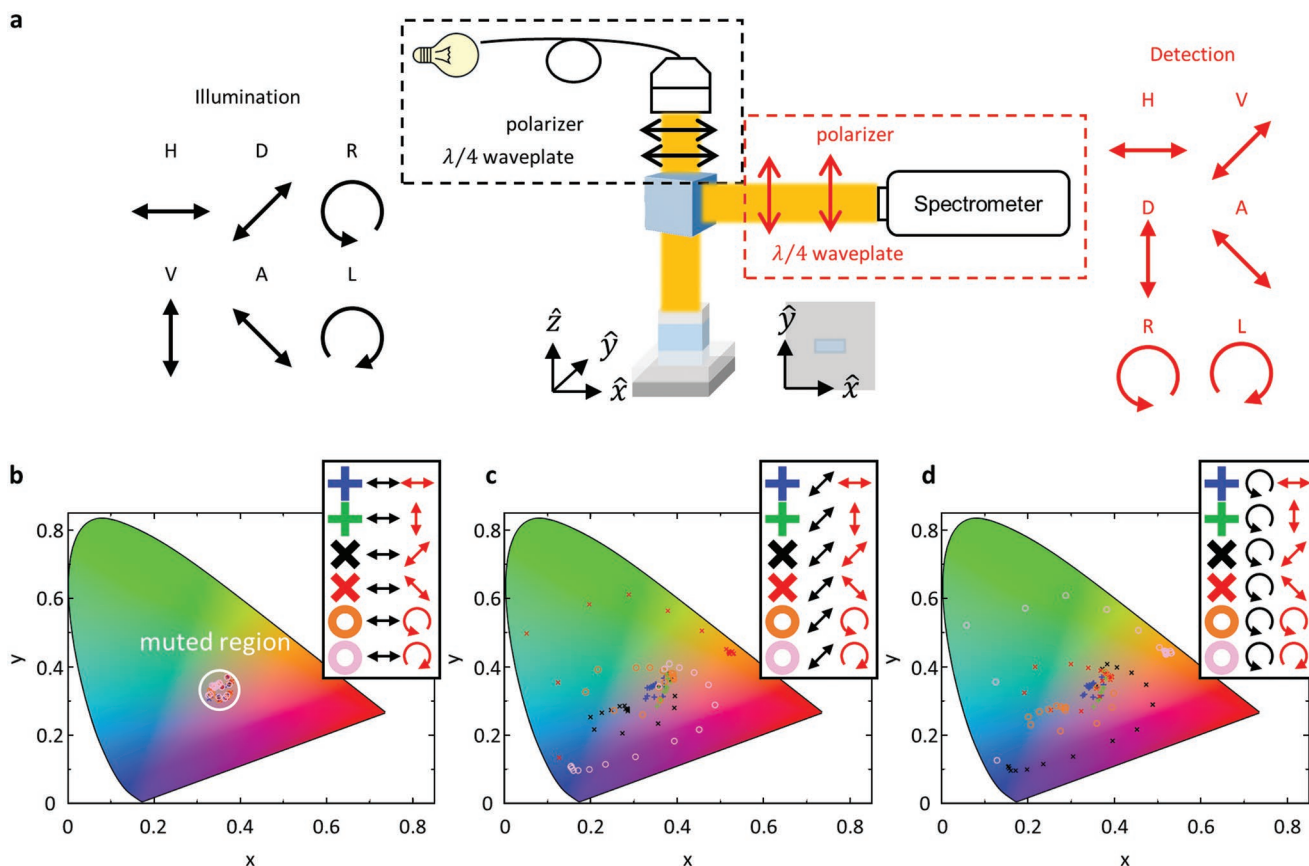 a
Illumination
H D R
V A L
polarizer
λ/4 waveplate
polarizer
λ/4 waveplate
Spectrometer
ẑ
ŷ
x̂
ŷ
x̂
Detection
H V
D A
R L
b
0.8
0.6
0.4
0.2
0
y
muted region
0 0.2 0.4 0.6 0.8
x
c
0.8
0.6
0.4
0.2
0
y
0 0.2 0.4 0.6 0.8
x
d
0.8
0.6
0.4
0.2
0
y
0 0.2 0.4 0.6 0.8
x